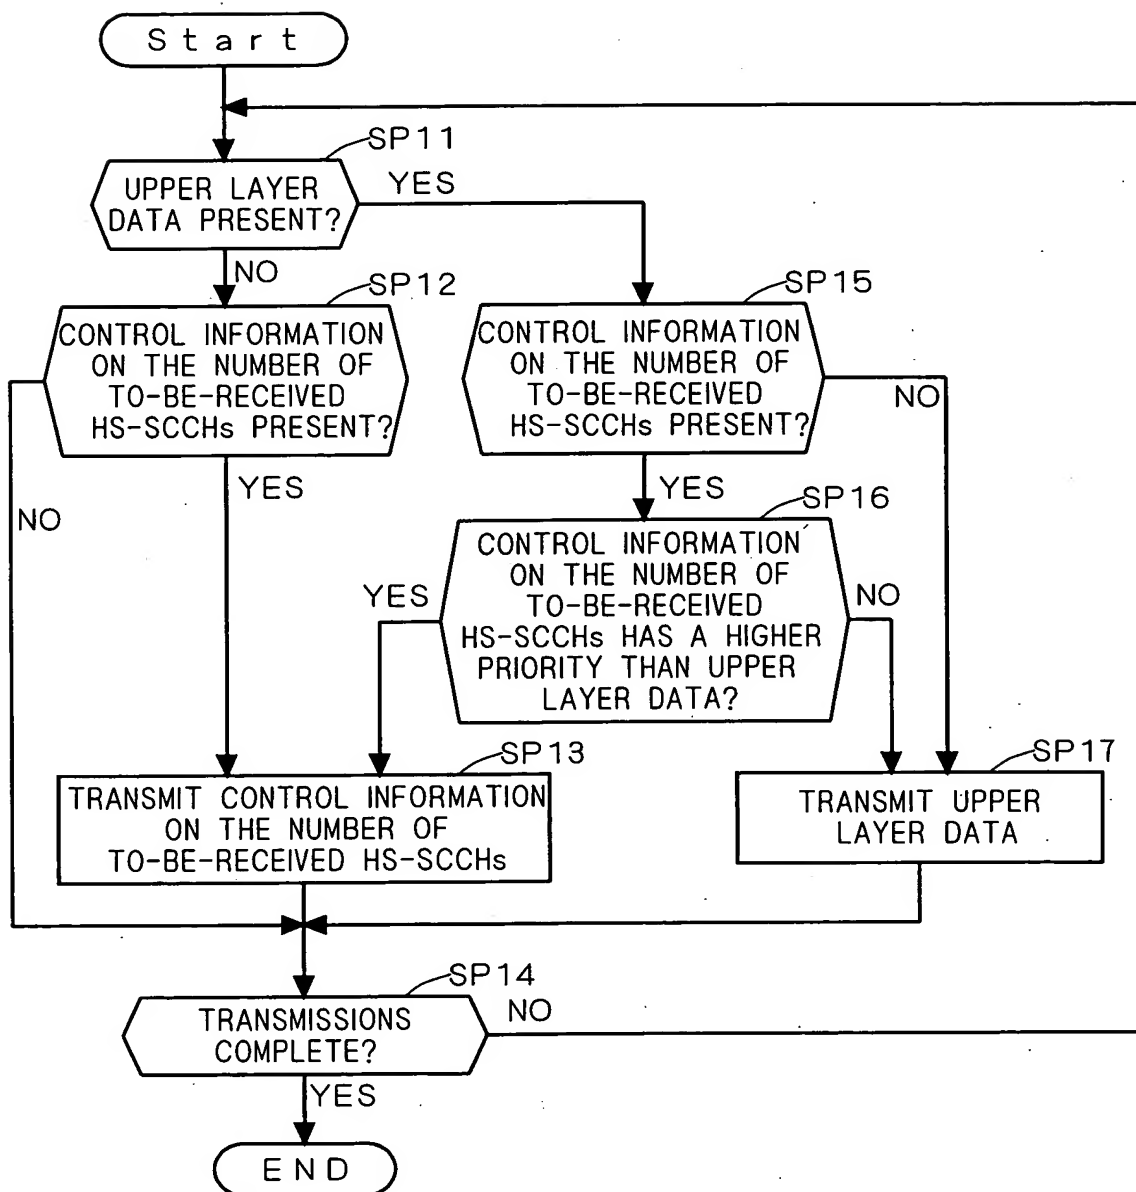 Start
SP11
UPPER LAYER
DATA PRESENT?
YES
NO
SP12
CONTROL INFORMATION
ON THE NUMBER OF
TO-BE-RECEIVED
HS-SCCHs PRESENT?
NO
YES
SP15
CONTROL INFORMATION
ON THE NUMBER OF
TO-BE-RECEIVED
HS-SCCHs PRESENT?
NO
YES
SP16
CONTROL INFORMATION
ON THE NUMBER OF
TO-BE-RECEIVED
HS-SCCHs HAS A HIGHER
PRIORITY THAN UPPER
LAYER DATA?
YES
NO
SP13
TRANSMIT CONTROL INFORMATION
ON THE NUMBER OF
TO-BE-RECEIVED HS-SCCHs
SP17
TRANSMIT UPPER
LAYER DATA
SP14
TRANSMISSIONS
COMPLETE?
NO
YES
END